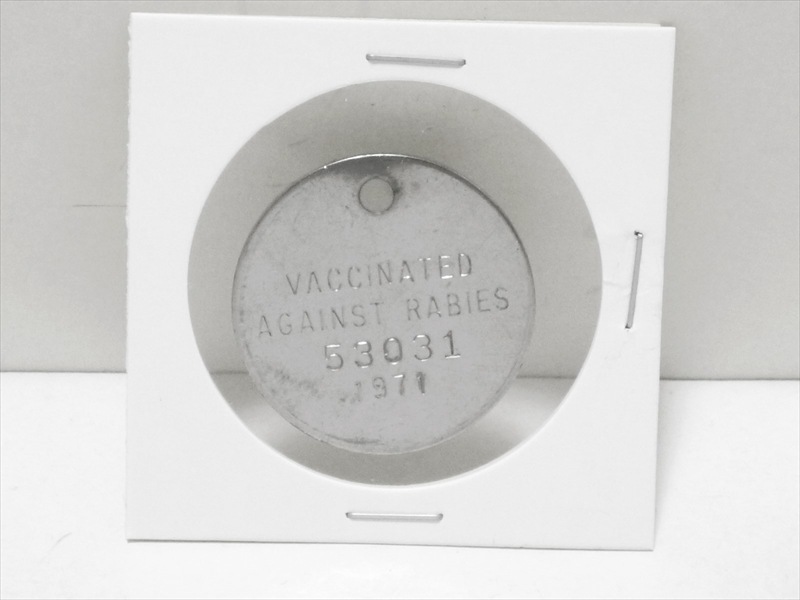 VACCINATED
AGAINST RABIES
53031
1971